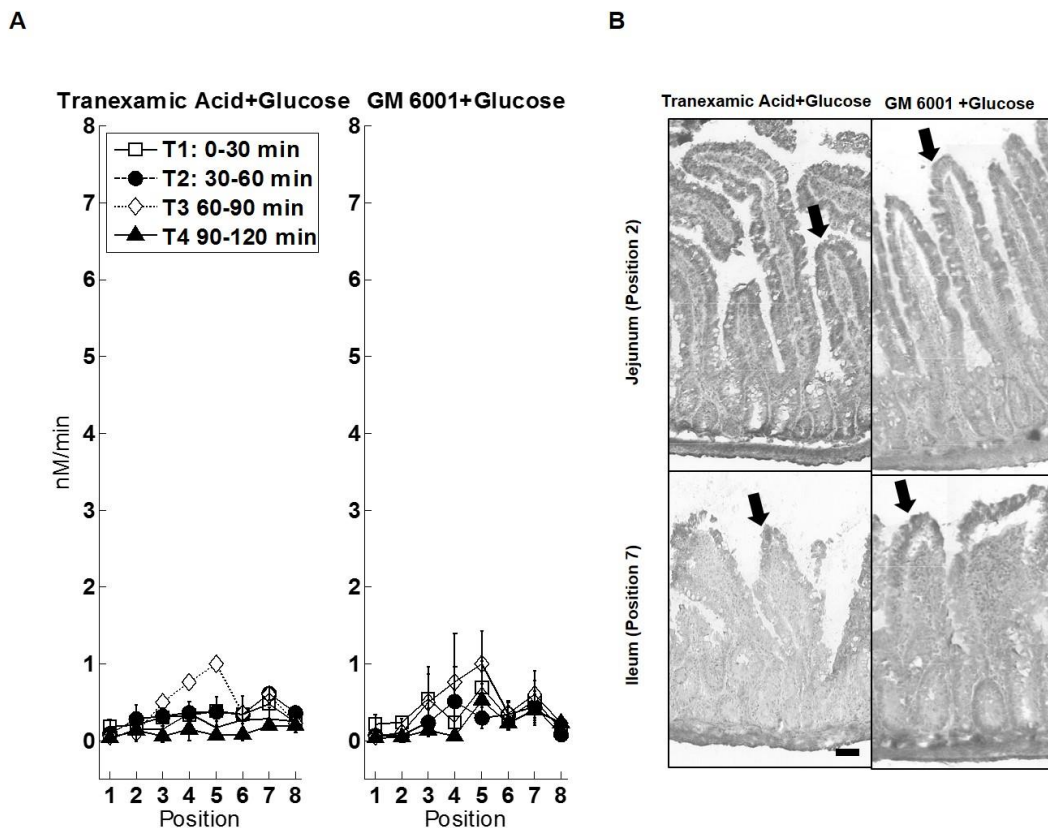 A
B
Tranexamic Acid+Glucose
GM 6001+Glucose
8
7
6
5
4
3
2
1
0
nM/min
T1: 0-30 min
T2: 30-60 min
T3 60-90 min
T4 90-120 min
1 2 3 4 5 6 7 8
Position
8
7
6
5
4
3
2
1
0
1 2 3 4 5 6 7 8
Position
Tranexamic Acid+Glucose
GM 6001 +Glucose
Jejunum (Position 2)
Ileum (Position 7)